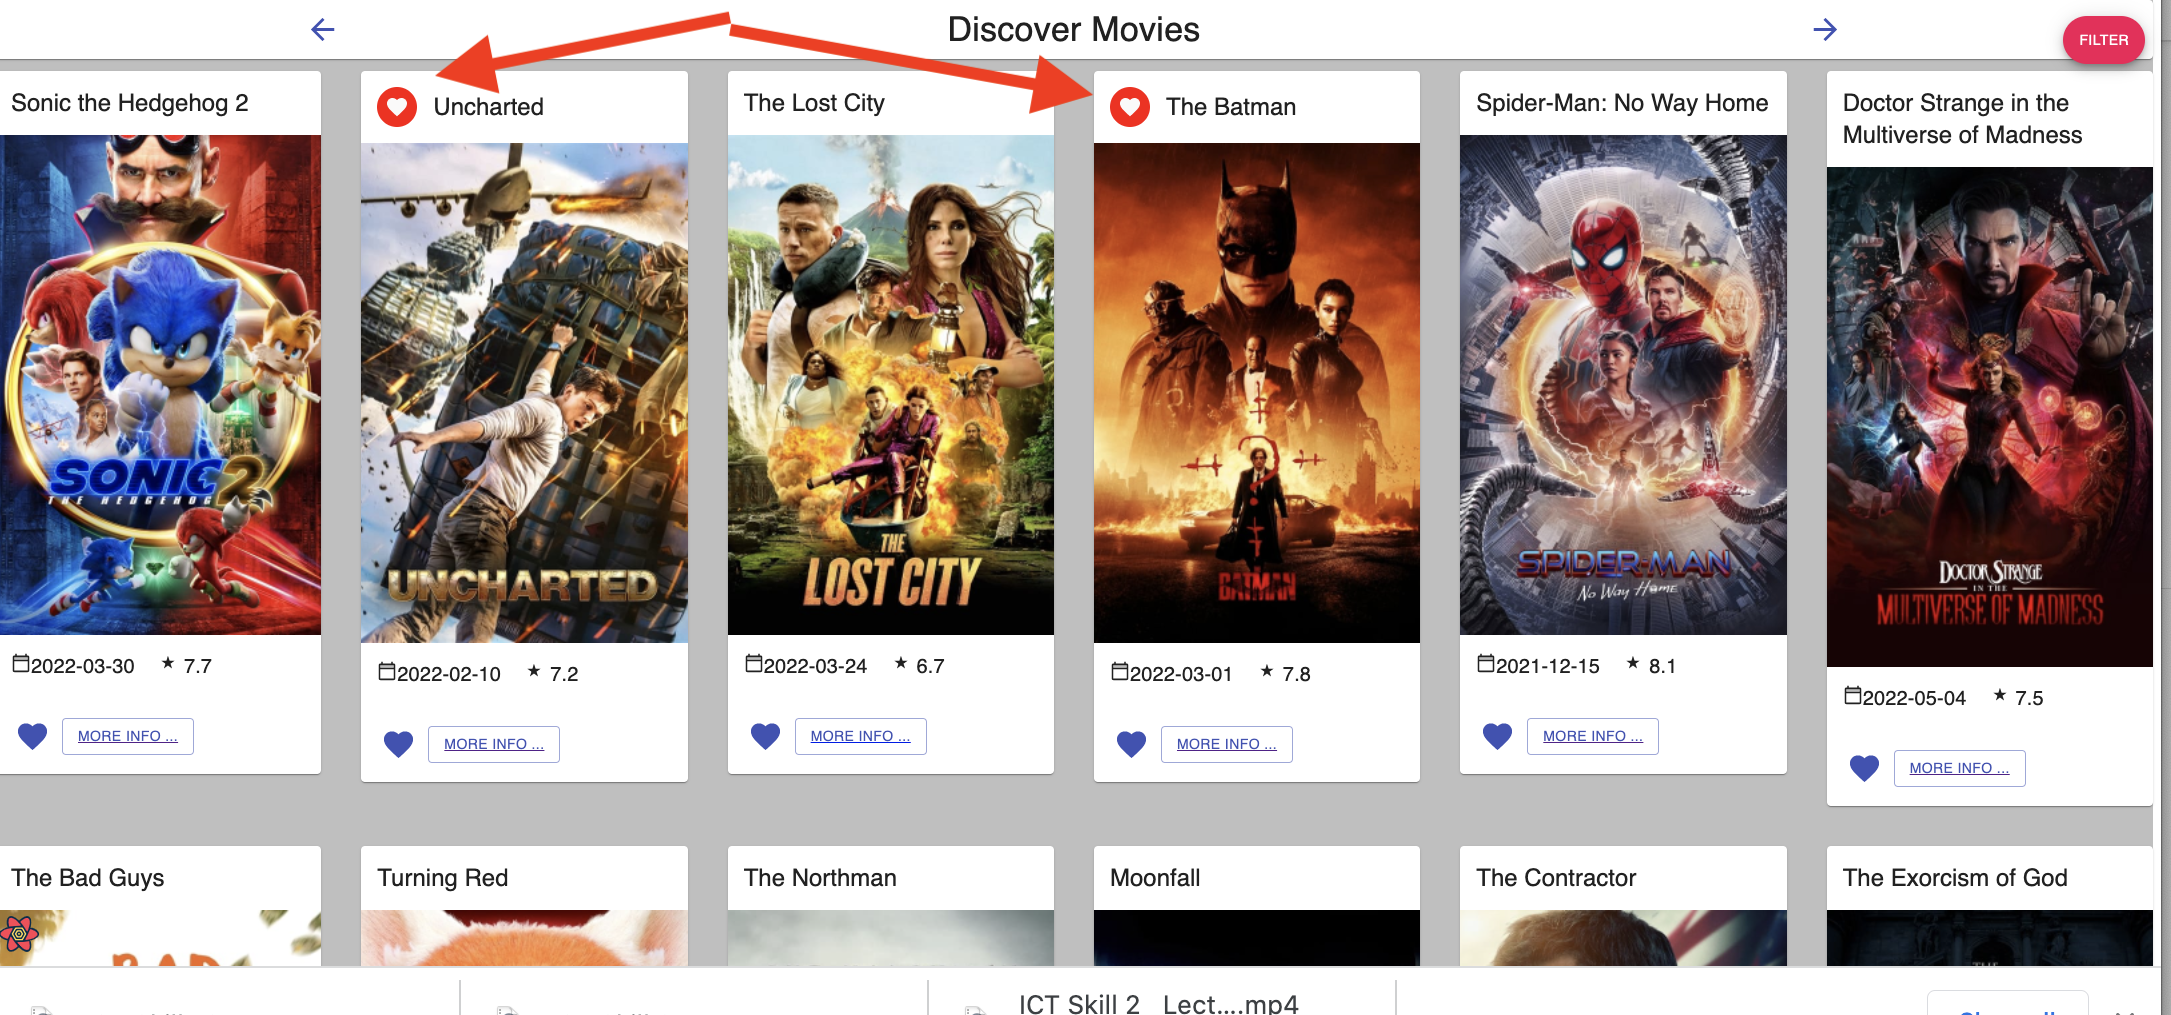 Discover Movies
FILTER
Sonic the Hedgehog 2
Uncharted
The Lost City
The Batman
Spider-Man: No Way Home
Doctor Strange in the
Multiverse of Madness
SONIC 2
THE HEDGEHOG
UNCHARTED
THE
LOST CITY
THE
BATMAN
SPIDER-MAN
No Way Home
DOCTOR STRANGE
IN THE
MULTIVERSE OF MADNESS
2022-03-30 ★ 7.7
2022-02-10 ★ 7.2
2022-03-24 ★ 6.7
2022-03-01 ★ 7.8
2021-12-15 ★ 8.1
2022-05-04 ★ 7.5
MORE INFO ...
MORE INFO ...
MORE INFO ...
MORE INFO ...
MORE INFO ...
MORE INFO ...
The Bad Guys
Turning Red
The Northman
Moonfall
The Contractor
The Exorcism of God
BAD
THE
ICT Skill 2 Lect....mp4